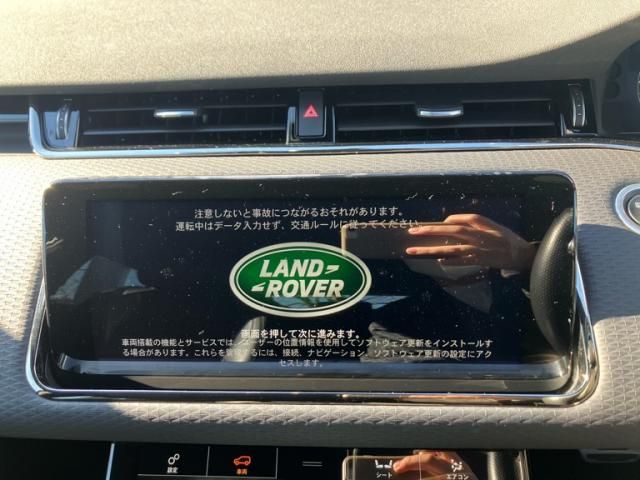 注意しないと事故につながるおそれがあります。
運転中はデータ入力せず、交通ルールに従ってください。
LAND
ROVER
画面を押して次に進みます。
車両搭載の機能とサービスでは、ユーザーの位置情報を使用してソフトウェア更新をインストールす
る場合があります。これらを管理するには、接続、ナビゲーション、ソフトウェア更新の設定にアク
セスします。
設定
車両
シート
エアコン